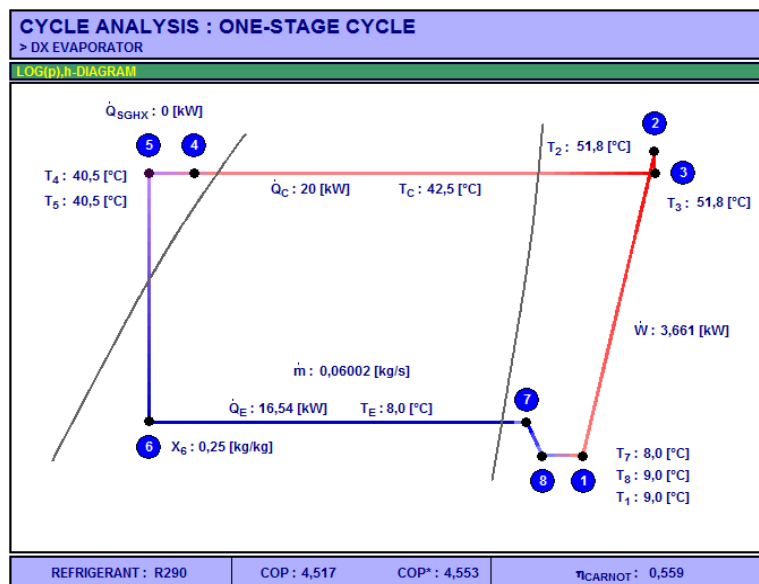 CYCLE ANALYSIS : ONE-STAGE CYCLE
> DX EVAPORATOR
LOG(p),h-DIAGRAM
Q̇SGHX : 0 [kW]
5
4
2
3
T4 : 40,5 [°C]
T5 : 40,5 [°C]
Q̇C : 20 [kW]
TC : 42,5 [°C]
T2 : 51,8 [°C]
T3 : 51,8 [°C]
Ẇ : 3,661 [kW]
ṁ : 0,06002 [kg/s]
Q̇E : 16,54 [kW]
TE : 8,0 [°C]
7
6
X6 : 0,25 [kg/kg]
8
1
T7 : 8,0 [°C]
T8 : 9,0 [°C]
T1 : 9,0 [°C]
REFRIGERANT : R290
COP : 4,517
COP* : 4,553
ηCARNOT : 0,559